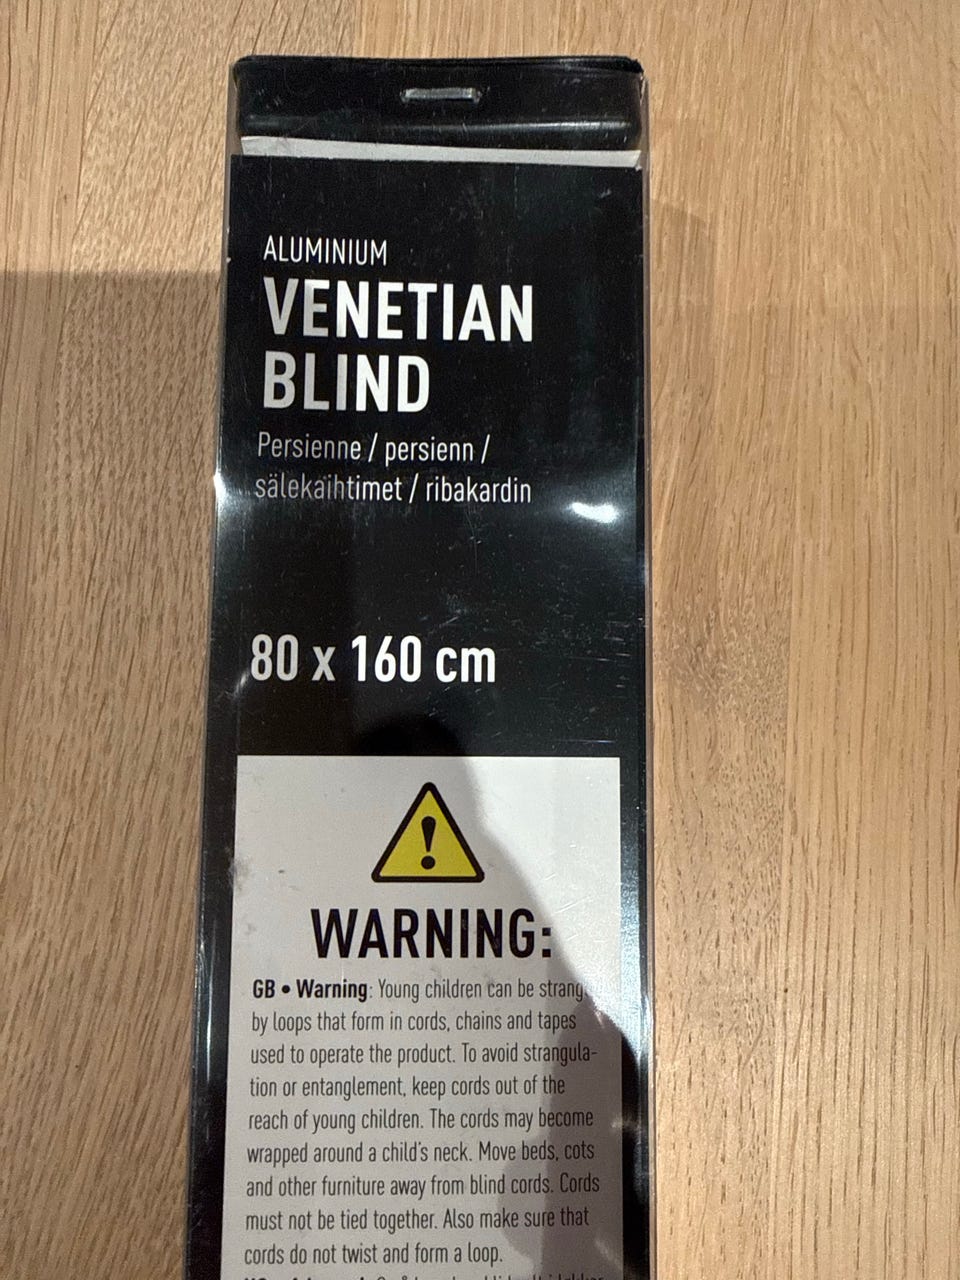 ALUMINIUM
VENETIAN
BLIND
Persienne / persienn /
sälekaihtimet / ribakardin
80 x 160 cm
WARNING:
GB • Warning: Young children can be
by loops that form in cords, chains and tapes
used to operate the product. To avoid strangula-
tion or entanglement, keep cords out of the
reach of young children. The cords may become
wrapped around a child's neck. Move beds, cots
and other furniture away from blind cords. Cords
must not be tied together. Also make sure that
cords do not twist and form a loop.